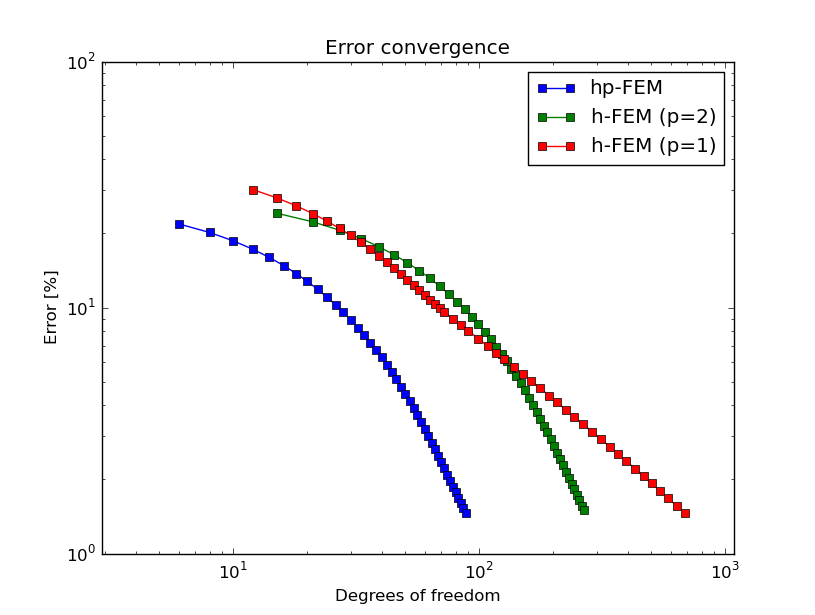 Error convergence
10^2
hp-FEM
h-FEM (p=2)
h-FEM (p=1)
Error [%]
10^1
10^0
10^1
10^2
10^3
Degrees of freedom